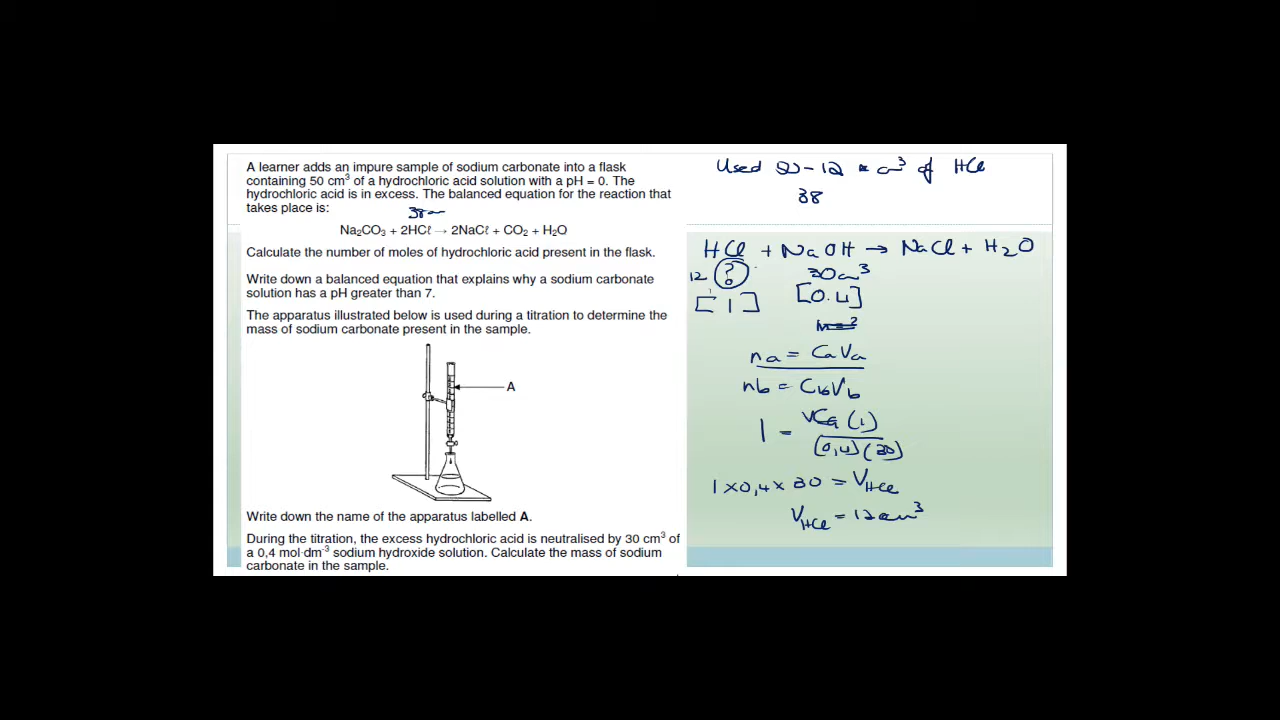 A learner adds an impure sample of sodium carbonate into a flask
containing 50 cm³ of a hydrochloric acid solution with a pH = 0. The
hydrochloric acid is in excess. The balanced equation for the reaction that
takes place is:
38cm
Na₂CO₃ + 2HCℓ → 2NaCℓ + CO₂ + H₂O
Calculate the number of moles of hydrochloric acid present in the flask.
Write down a balanced equation that explains why a sodium carbonate
solution has a pH greater than 7.
The apparatus illustrated below is used during a titration to determine the
mass of sodium carbonate present in the sample.
A
Write down the name of the apparatus labelled A.
During the titration, the excess hydrochloric acid is neutralised by 30 cm³ of
a 0,4 mol·dm⁻³ sodium hydroxide solution. Calculate the mass of sodium
carbonate in the sample.
Used 50-12 cm³ of HCl
38
HCl + NaOH → NaCl + H₂O
12 ? 30cm³
[1] [0.4]
na = CaVa
nb = CbVb
1 = (1)
(0,4)(30)
1 x 0,4 x 30 = VHCl
VHCl = 12cm³